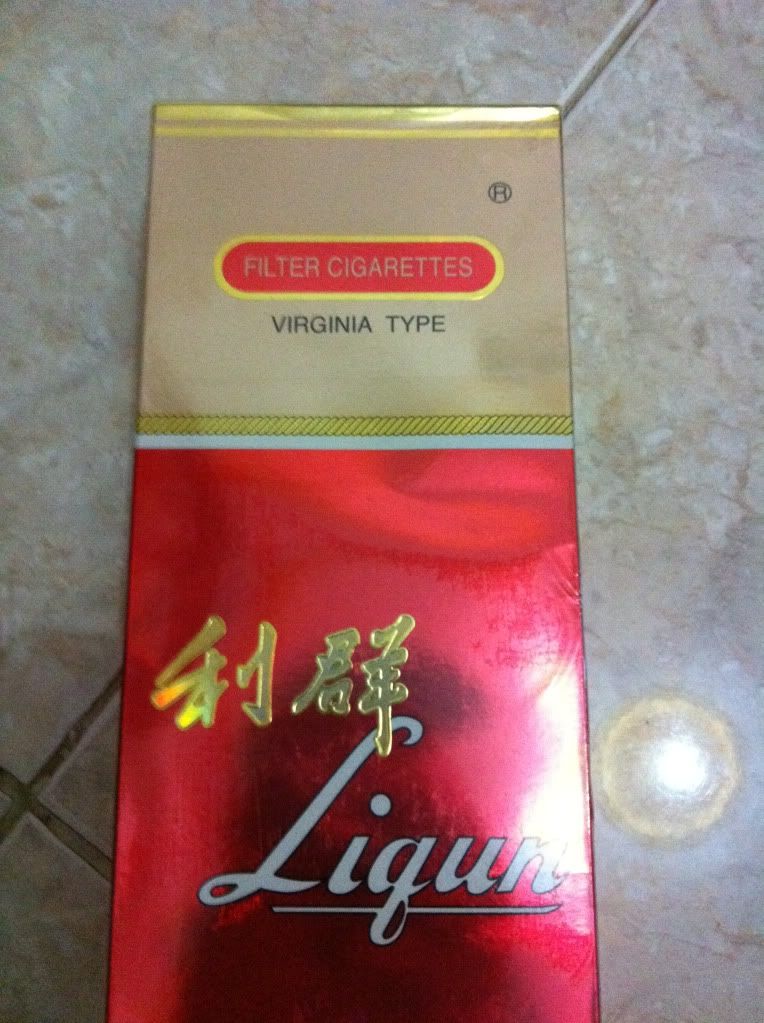 ®
FILTER CIGARETTES
VIRGINIA TYPE
利群
Liqun